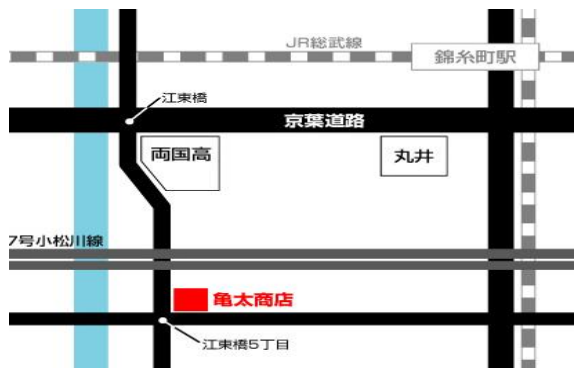 JR総武線
錦糸町駅
江東橋
京葉道路
両国高
丸井
7号小松川線
亀太商店
江東橋5丁目